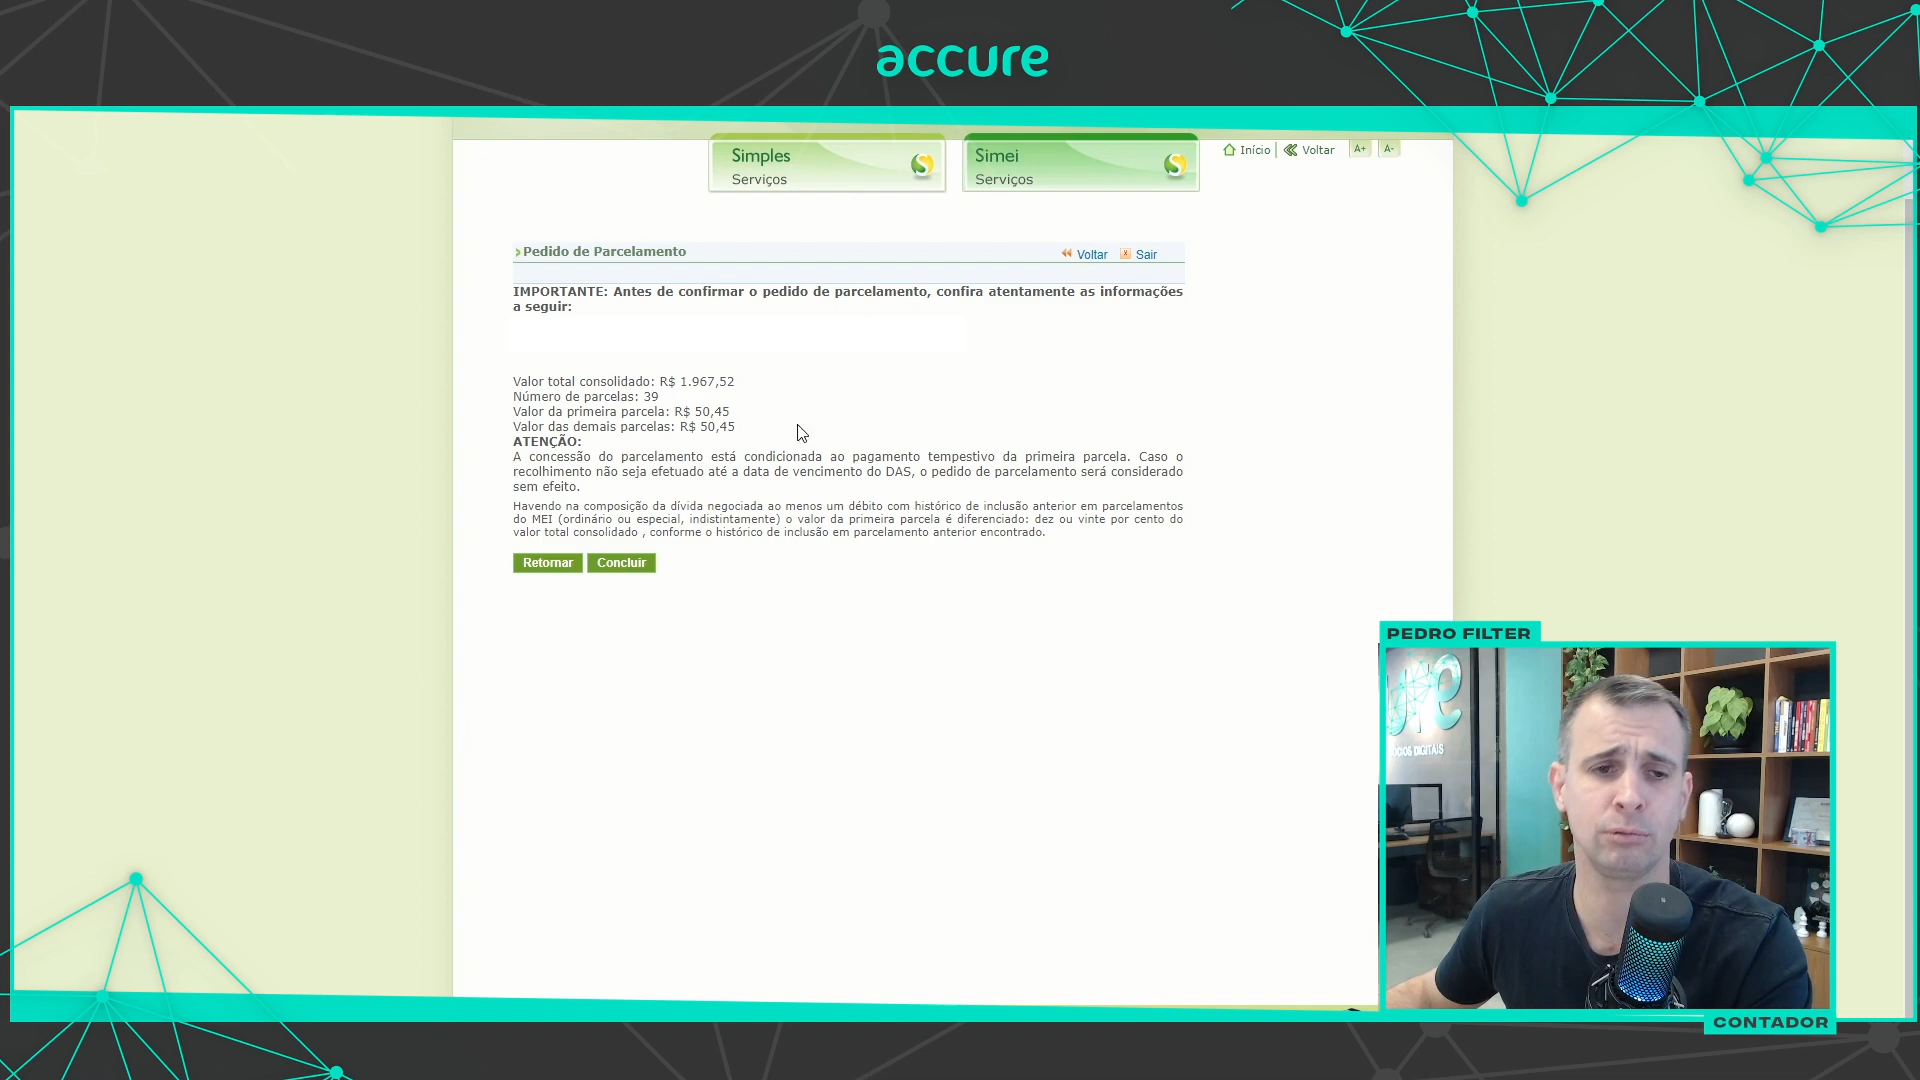 accure
Simples
Serviços
Simei
Serviços
Início
Voltar
A+
A-
Pedido de Parcelamento
Voltar
Sair
IMPORTANTE: Antes de confirmar o pedido de parcelamento, confira atentamente as informações
a seguir:
Valor total consolidado: R$ 1.967,52
Número de parcelas: 39
Valor da primeira parcela: R$ 50,45
Valor das demais parcelas: R$ 50,45
ATENÇÃO:
A concessão do parcelamento está condicionada ao pagamento tempestivo da primeira parcela. Caso o
recolhimento não seja efetuado até a data de vencimento do DAS, o pedido de parcelamento será considerado
sem efeito.
Havendo na composição da dívida negociada ao menos um débito com histórico de inclusão anterior em parcelamentos
do MEI (ordinário ou especial, indistintamente) o valor da primeira parcela é diferenciado: dez ou vinte por cento do
valor total consolidado , conforme o histórico de inclusão em parcelamento anterior encontrado.
Retornar
Concluir
PEDRO FILTER
DIGITAIS
CONTADOR